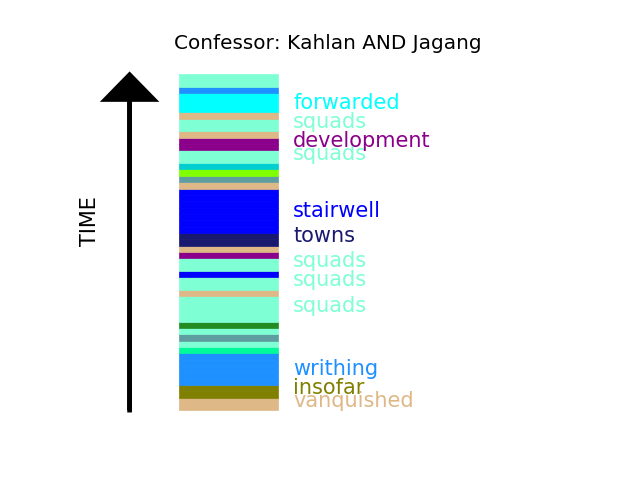 Confessor: Kahlan AND Jagang
forwarded
squads
development
squads
stairwell
TIME
towns
squads
squads
squads
writhing
insofar
vanquished